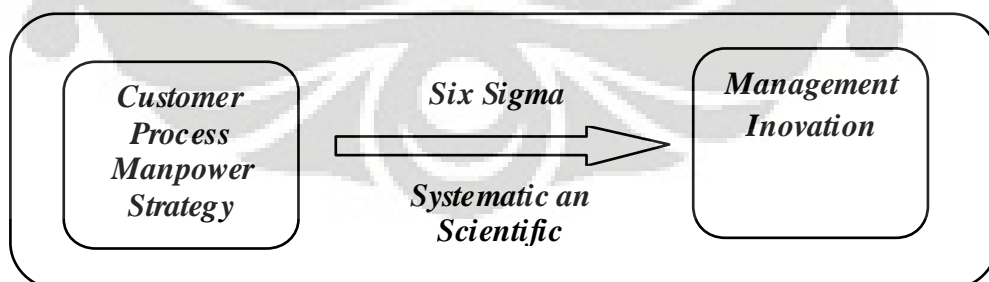 Customer
Process
Manpower
Strategy
Six Sigma
Systematic an
Scientific
Management
Inovation